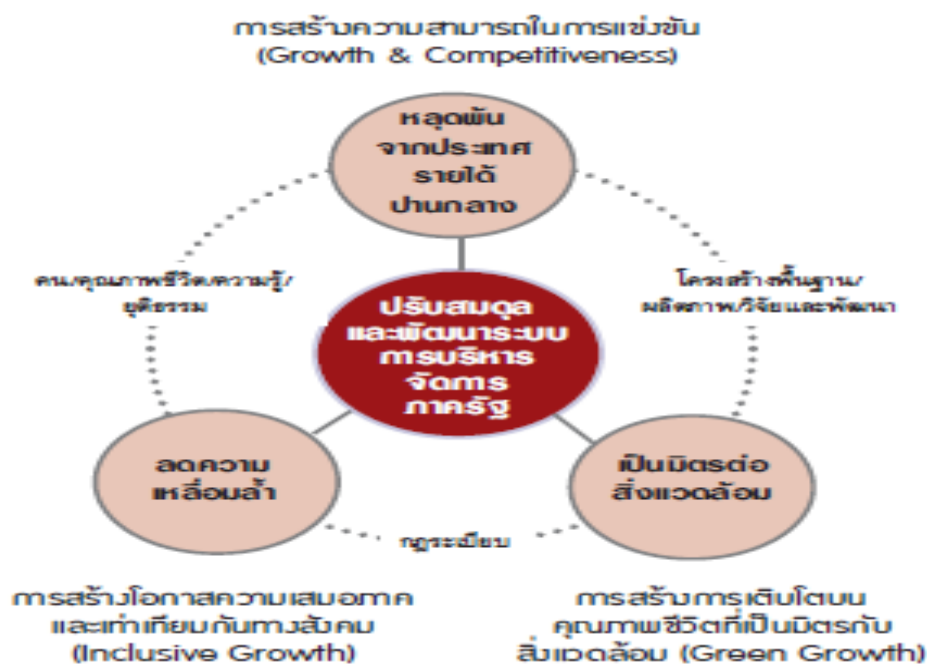 การสร้างความสามารถในการแข่งขัน
(Growth & Competitiveness)
หลุดพ้น
จากประเทศ
รายได้
ปานกลาง
คน/คุณภาพชีวิต/ความรู้/
ยุติธรรม
โครงสร้างพื้นฐาน/
ผลิตภาพ/วิจัยและพัฒนา
ปรับสมดุล
และพัฒนาระบบ
การบริหาร
จัดการ
ภาครัฐ
ลดความ
เหลื่อมล้ำ
เป็นมิตรต่อ
สิ่งแวดล้อม
กฎระเบียบ
การสร้างโอกาสความเสมอภาค
และเท่าเทียมกันทางสังคม
(Inclusive Growth)
การสร้างการเติบโตบน
คุณภาพชีวิตที่เป็นมิตรกับ
สิ่งแวดล้อม (Green Growth)